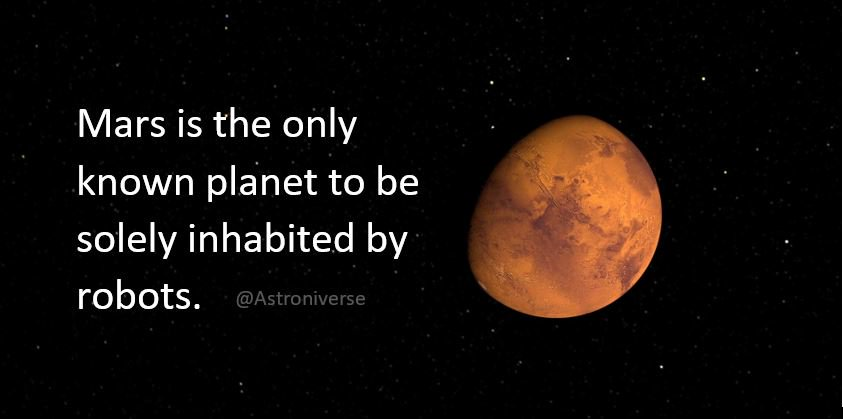 Mars is the only
known planet to be
solely inhabited by
robots. @Astroniverse